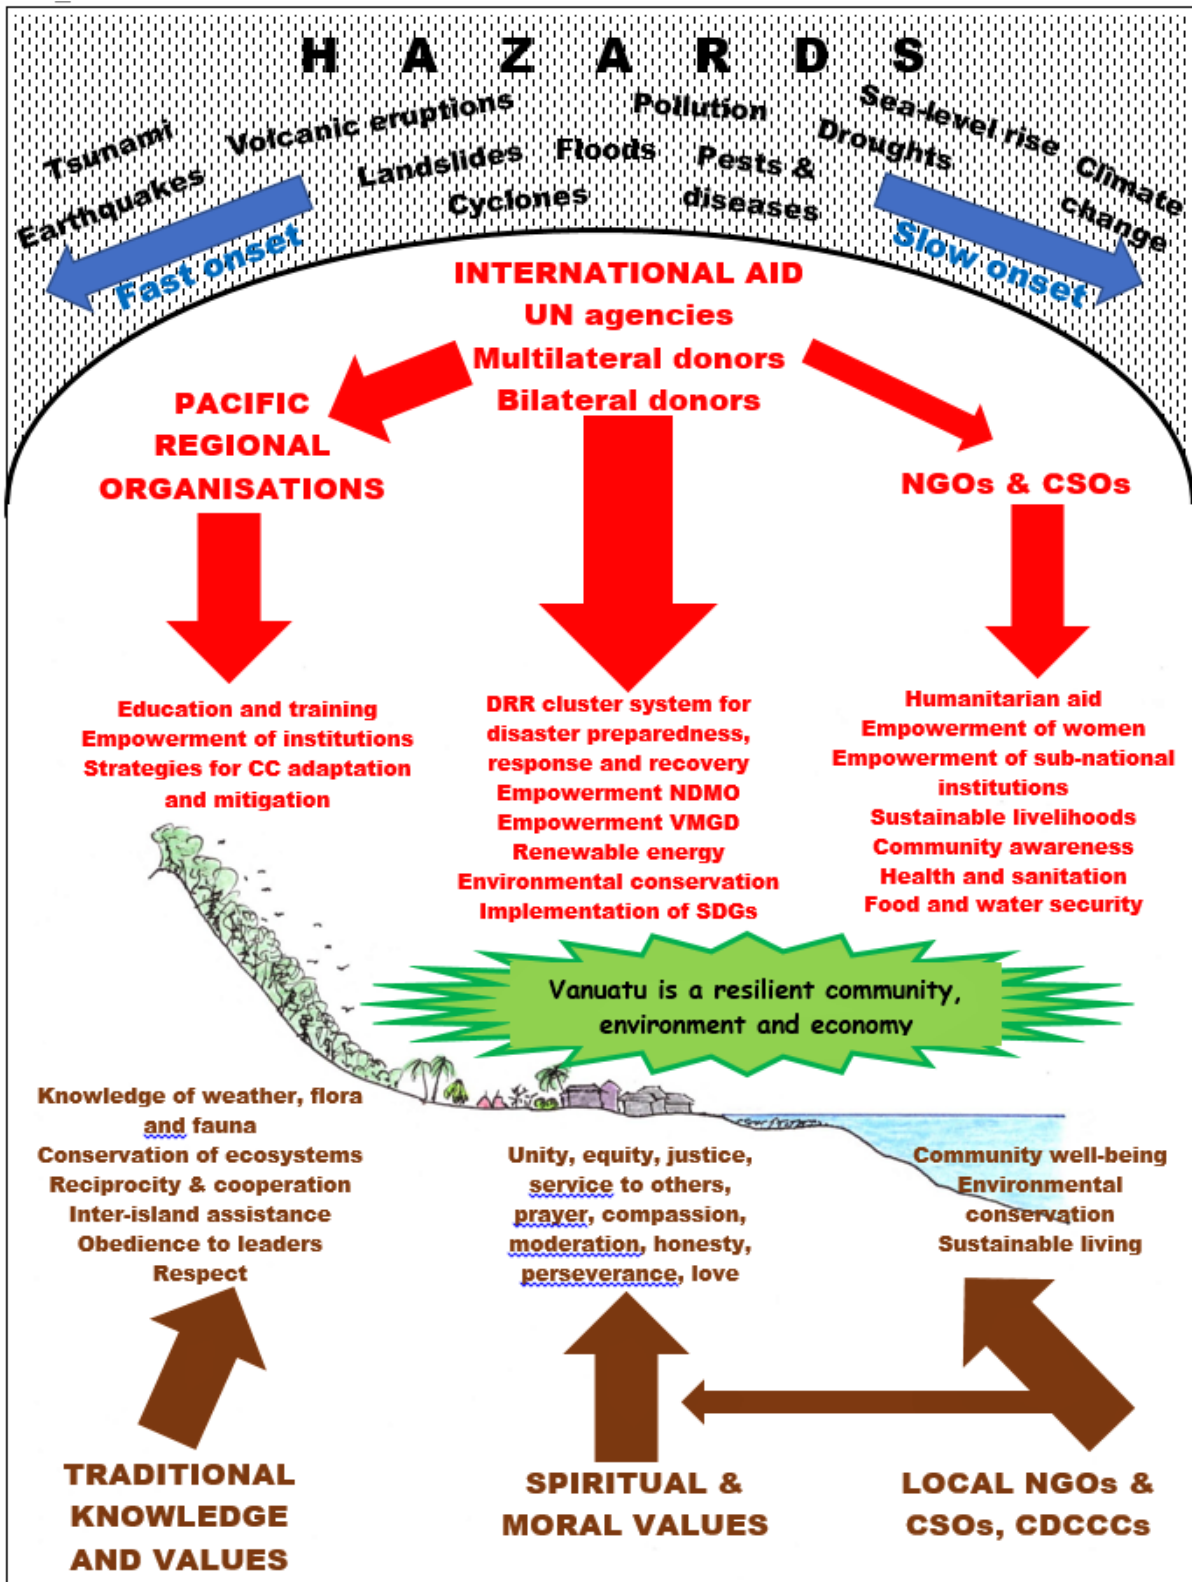 H A Z A R D S
Tsunami
Earthquakes
Volcanic eruptions
Landslides
Cyclones
Floods
Pollution
Pests &
diseases
Droughts
Sea-level rise
Climate
change
Fast onset
Slow onset
INTERNATIONAL AID
UN agencies
Multilateral donors
Bilateral donors
PACIFIC
REGIONAL
ORGANISATIONS
NGOs & CSOs
Education and training
Empowerment of institutions
Strategies for CC adaptation
and mitigation
DRR cluster system for
disaster preparedness,
response and recovery
Empowerment NDMO
Empowerment VMGD
Renewable energy
Environmental conservation
Implementation of SDGs
Humanitarian aid
Empowerment of women
Empowerment of sub-national
institutions
Sustainable livelihoods
Community awareness
Health and sanitation
Food and water security
Vanuatu is a resilient community,
environment and economy
Knowledge of weather, flora
and fauna
Conservation of ecosystems
Reciprocity & cooperation
Inter-island assistance
Obedience to leaders
Respect
Unity, equity, justice,
service to others,
prayer, compassion,
moderation, honesty,
perseverance, love
Community well-being
Environmental
conservation
Sustainable living
TRADITIONAL
KNOWLEDGE
AND VALUES
SPIRITUAL &
MORAL VALUES
LOCAL NGOs &
CSOs, CDCCCs